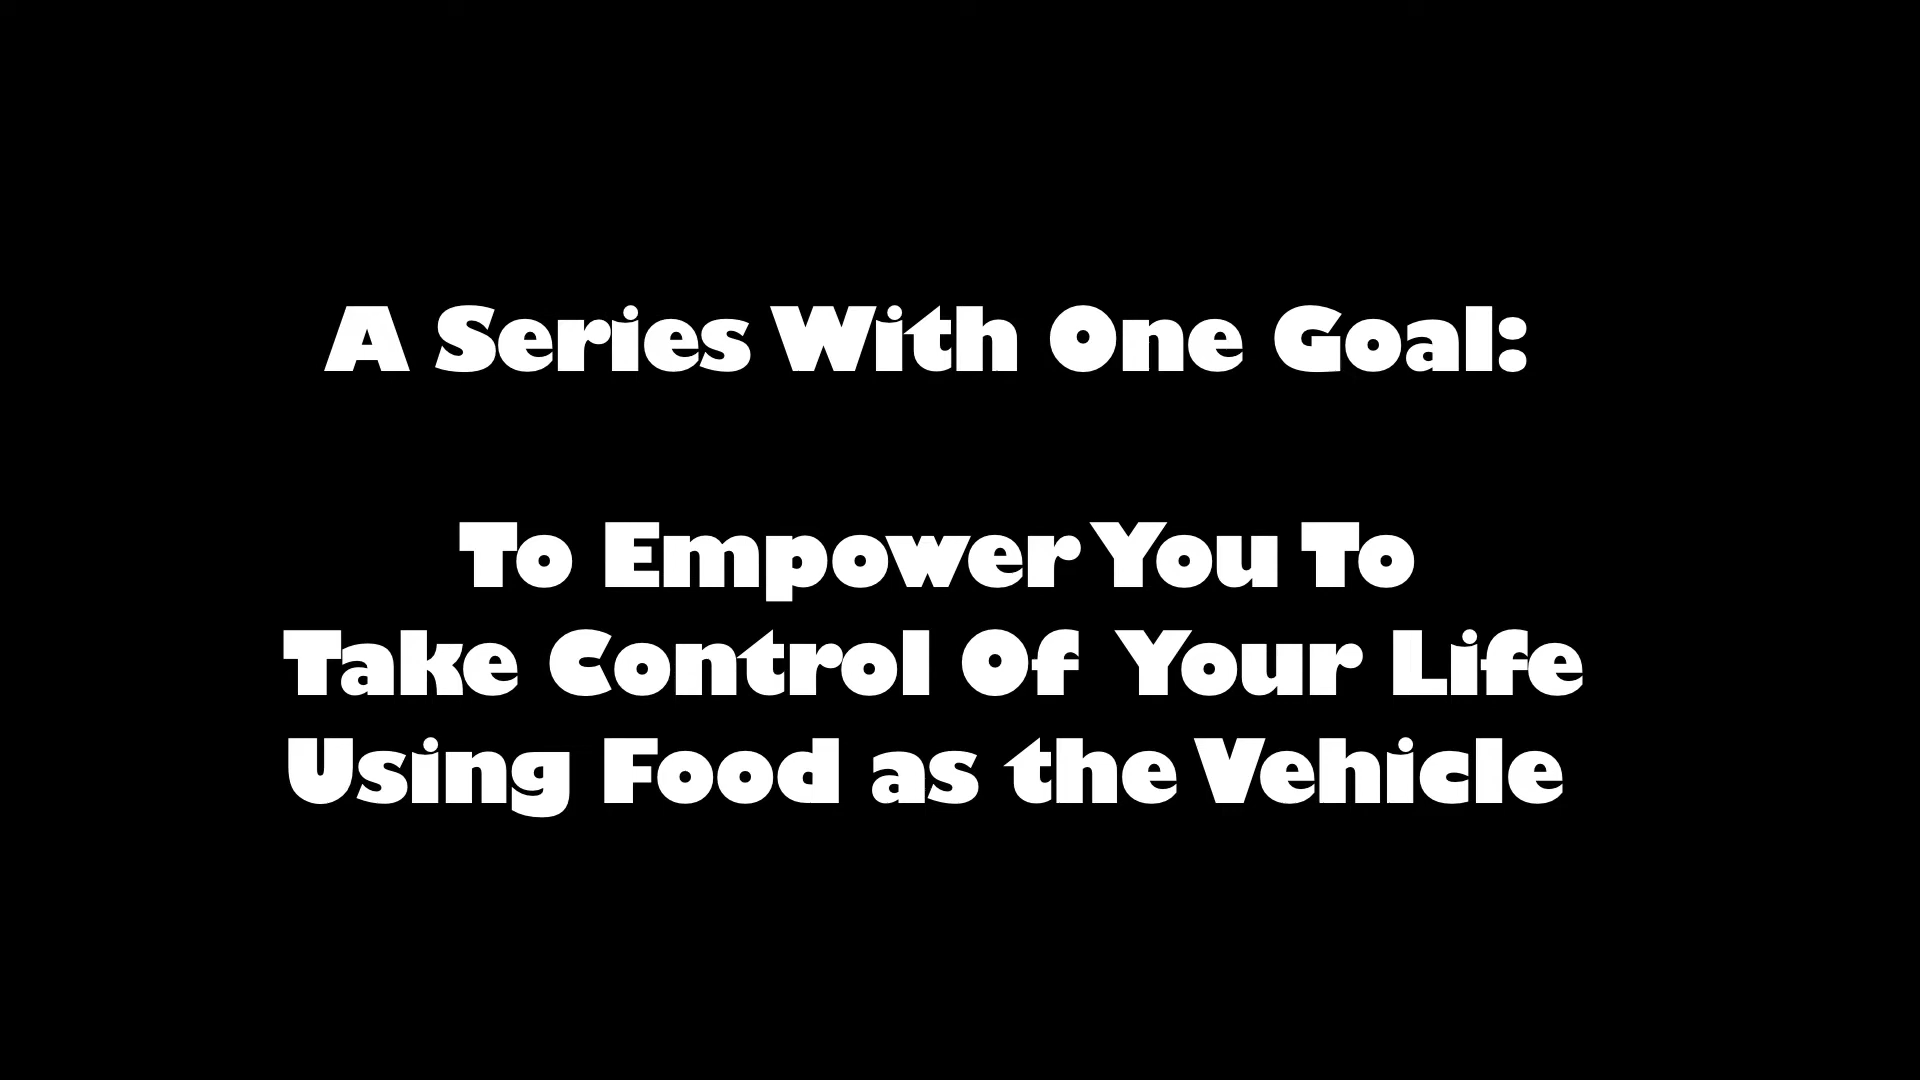 A Series With One Goal:
To Empower You To
Take Control Of Your Life
Using Food as the Vehicle